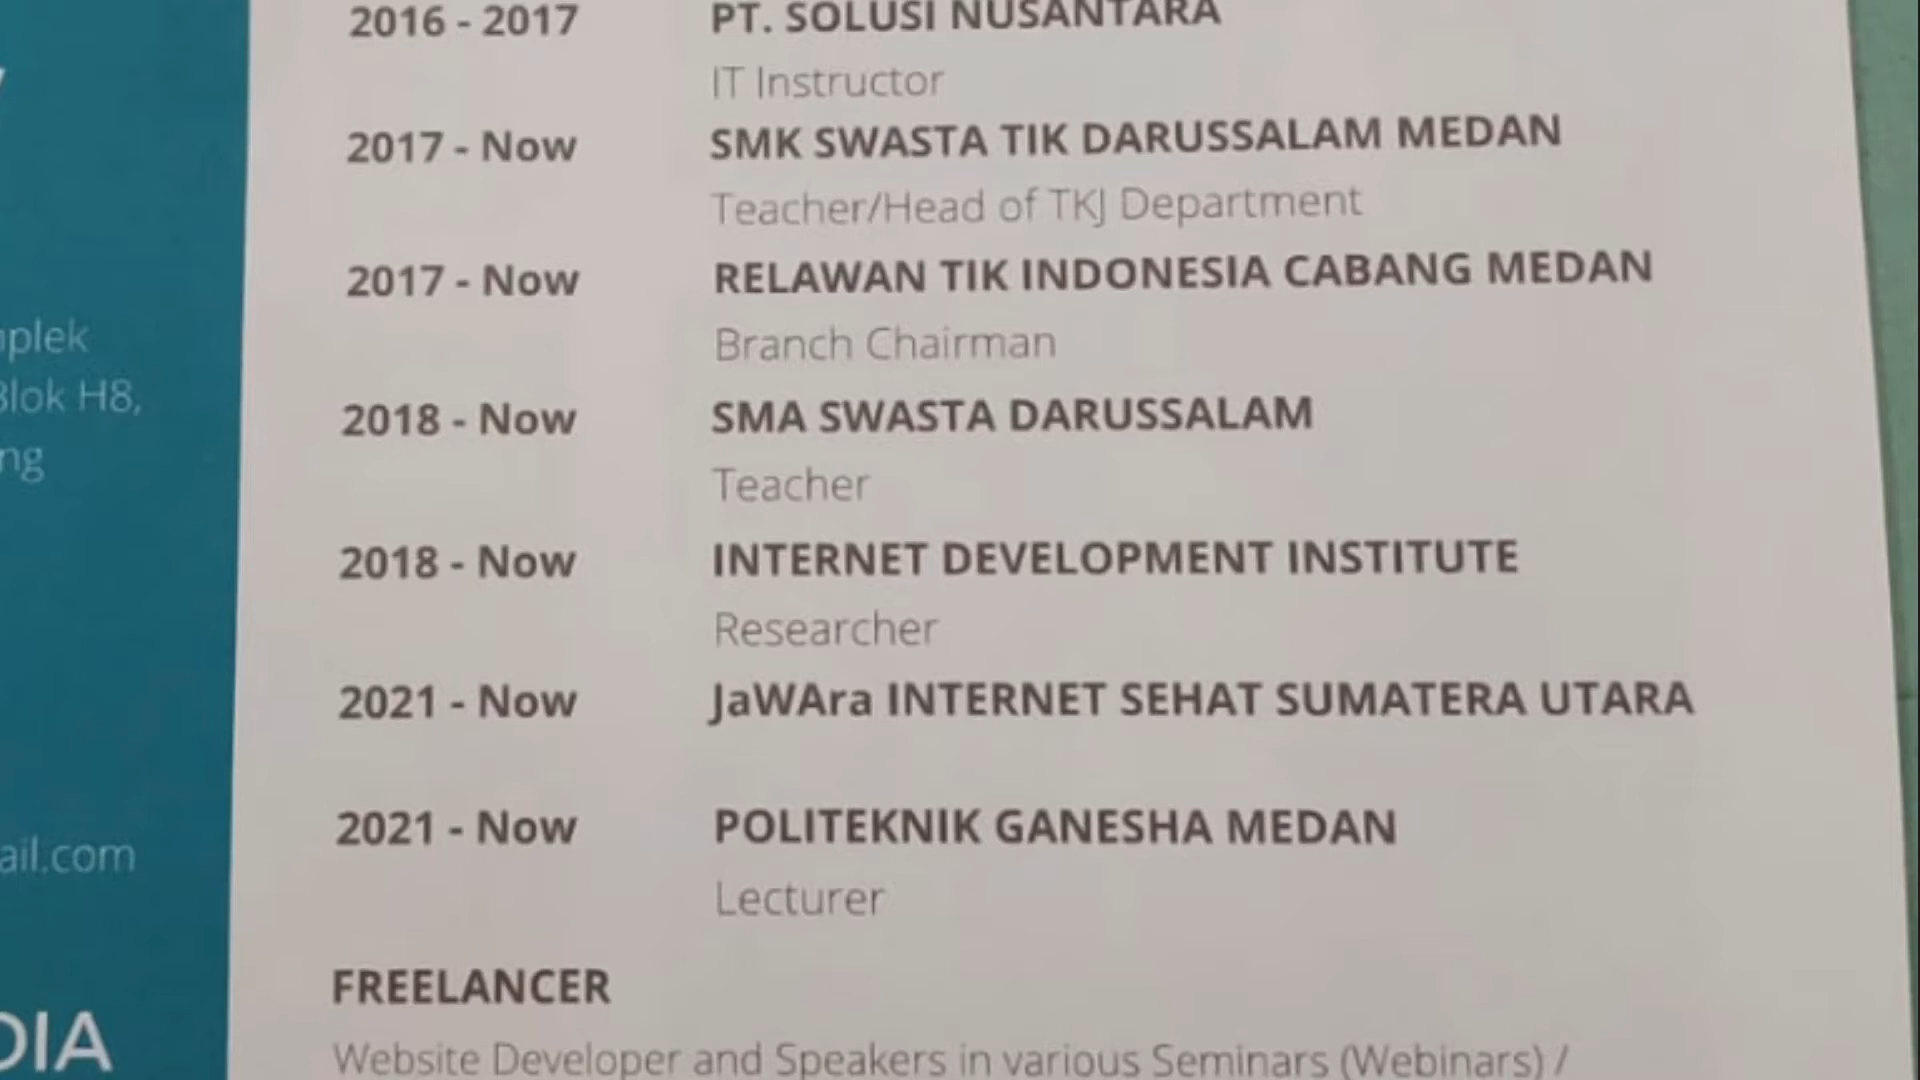 2016 - 2017 PT. SOLUSI NUSANTARA
IT Instructor
2017 - Now SMK SWASTA TIK DARUSSALAM MEDAN
Teacher/Head of TKJ Department
2017 - Now RELAWAN TIK INDONESIA CABANG MEDAN
Branch Chairman
2018 - Now SMA SWASTA DARUSSALAM
Teacher
2018 - Now INTERNET DEVELOPMENT INSTITUTE
Researcher
2021 - Now JaWAra INTERNET SEHAT SUMATERA UTARA
2021 - Now POLITEKNIK GANESHA MEDAN
Lecturer
FREELANCER
Website Developer and Speakers in various Seminars (Webinars) /
plek
Blok H8,
ng
ail.com
DIA